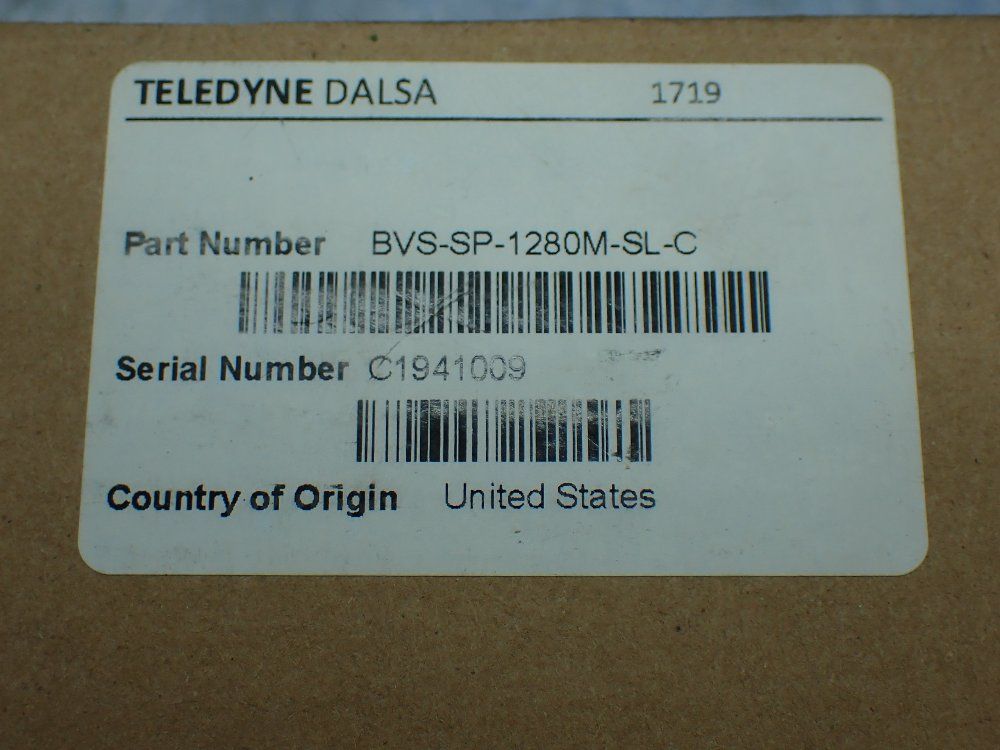 TELEDYNE DALSA 1719
Part Number BVS-SP-1280M-SL-C
Serial Number C1941009
Country of Origin United States